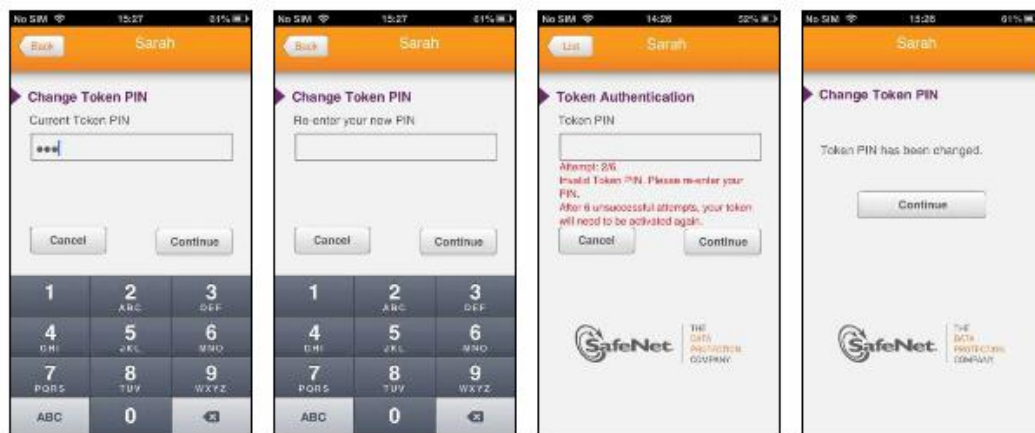 No SIM 15:27 61%
Back Sarah
Change Token PIN
Current Token PIN
Cancel Continue
1 2 ABC 3 DEF
4 GHI 5 JKL 6 MNO
7 PQRS 8 TUV 9 WXYZ
ABC 0
No SIM 15:27 61%
Back Sarah
Change Token PIN
Re-enter your new PIN
Cancel Continue
1 2 ABC 3 DEF
4 GHI 5 JKL 6 MNO
7 PQRS 8 TUV 9 WXYZ
ABC 0
No SIM 14:26 52%
List Sarah
Token Authentication
Token PIN
Attempt: 2/6
Invalid Token PIN. Please re-enter your
PIN.
After 6 unsuccessful attempts, your token
will need to be activated again.
Cancel Continue
SafeNet
THE
DATA
PROTECTION
COMPANY
No SIM 15:28 61%
Sarah
Change Token PIN
Token PIN has been changed.
Continue
SafeNet
THE
DATA
PROTECTION
COMPANY